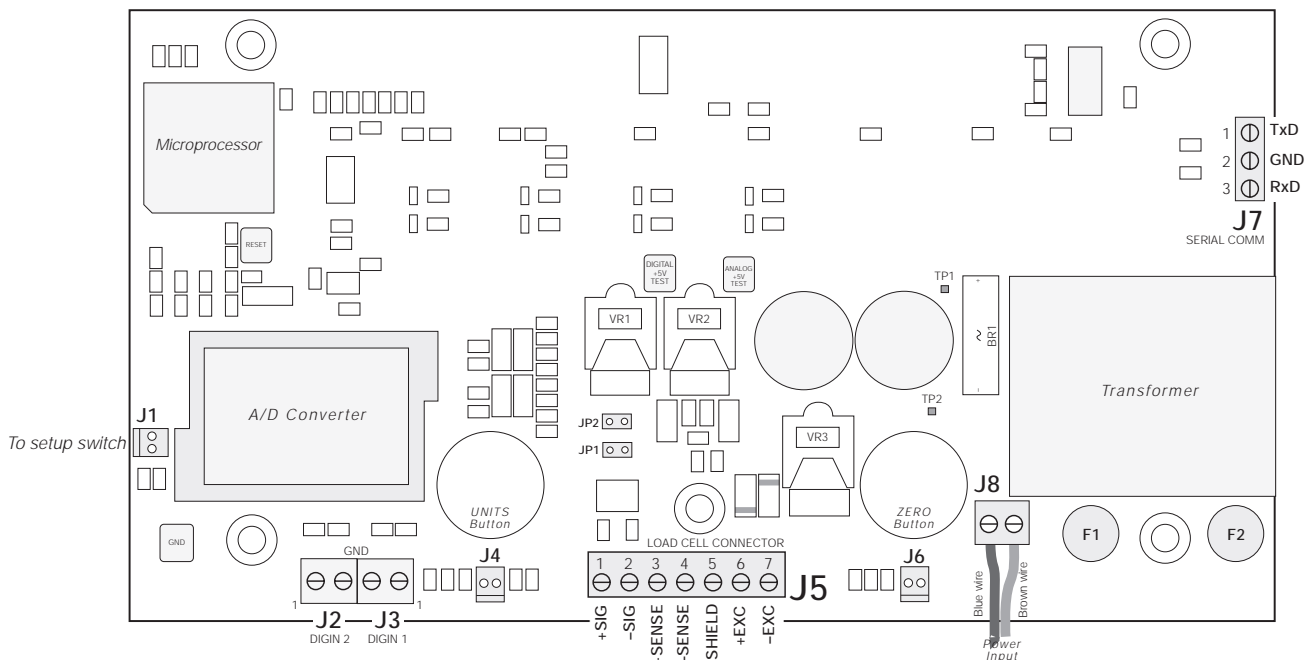 Microprocessor
RESET
1 TxD
2 GND
3 RxD
J7
SERIAL COMM
DIGITAL
+5V
TEST
ANALOG
+5V
TEST
TP1
VR1
VR2
+
~
BR1
–
Transformer
A/D Converter
J1
To setup switch
JP2
JP1
TP2
VR3
UNITS
Button
ZERO
Button
J8
F1
F2
GND
GND
J4
LOAD CELL CONNECTOR
1 2 3 4 5 6 7
J5
J6
1
1
J2
DIGIN 2
J3
DIGIN 1
+SIG
–SIG
-SENSE
-SENSE
SHIELD
+EXC
–EXC
Blue wire
Brown wire
Power
Input